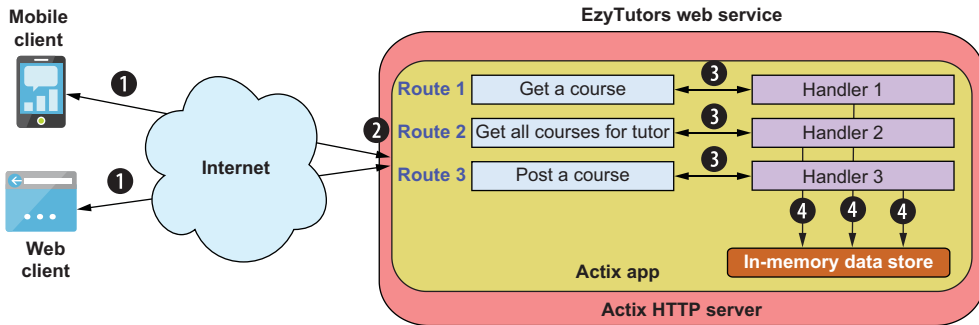 Mobile
client
EzyTutors web service
1
Route 1
Get a course
3
Handler 1
2
Route 2
Get all courses for tutor
3
Handler 2
Internet
Route 3
Post a course
3
Handler 3
1
4
4
4
Web
client
In-memory data store
Actix app
Actix HTTP server